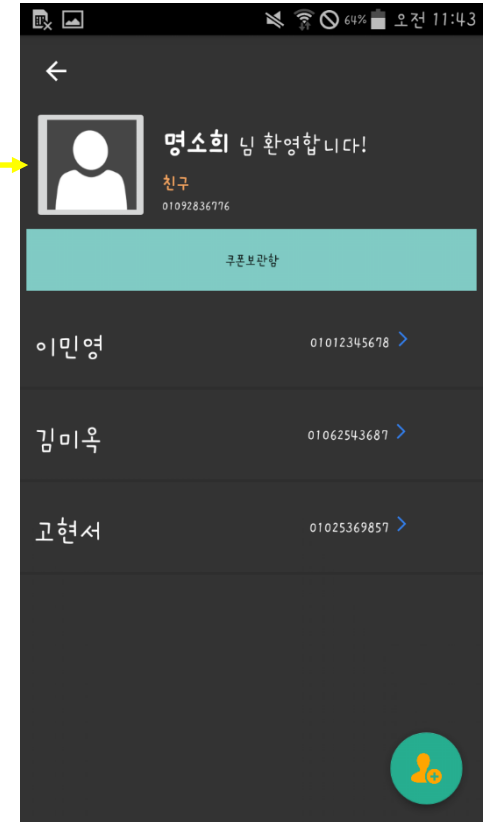 64% 오전 11:43
명소희 님 환영합니다!
친구
01092836776
쿠폰보관함
이민영 01012345678
김미옥 01062543687
고현서 01025369857